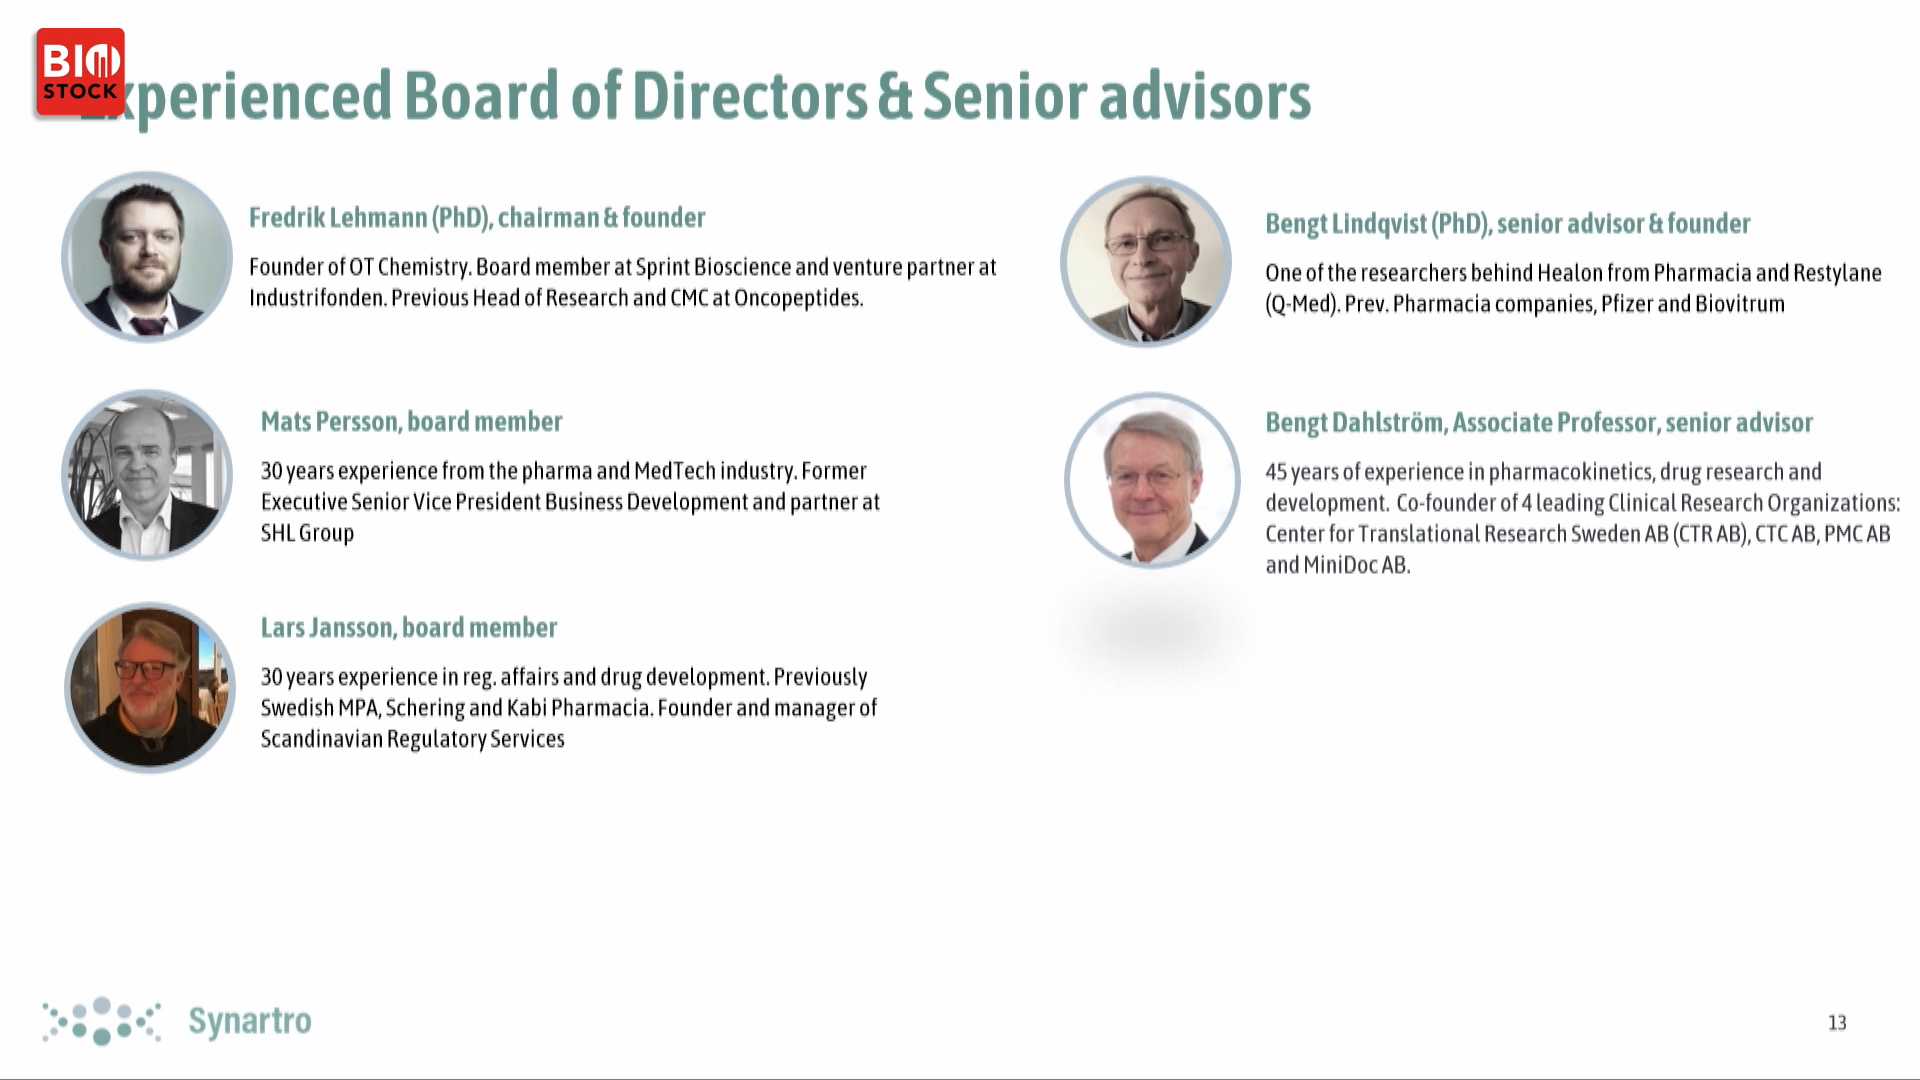 BIO
STOCK
Experienced Board of Directors & Senior advisors
Fredrik Lehmann (PhD), chairman & founder
Founder of OT Chemistry. Board member at Sprint Bioscience and venture partner at
Industrifonden. Previous Head of Research and CMC at Oncopeptides.
Mats Persson, board member
30 years experience from the pharma and MedTech industry. Former
Executive Senior Vice President Business Development and partner at
SHL Group
Lars Jansson, board member
30 years experience in reg. affairs and drug development. Previously
Swedish MPA, Schering and Kabi Pharmacia. Founder and manager of
Scandinavian Regulatory Services
Bengt Lindqvist (PhD), senior advisor & founder
One of the researchers behind Healon from Pharmacia and Restylane
(Q-Med). Prev. Pharmacia companies, Pfizer and Biovitrum
Bengt Dahlström, Associate Professor, senior advisor
45 years of experience in pharmacokinetics, drug research and
development. Co-founder of 4 leading Clinical Research Organizations:
Center for Translational Research Sweden AB (CTR AB), CTC AB, PMC AB
and MiniDoc AB.
Synartro
13